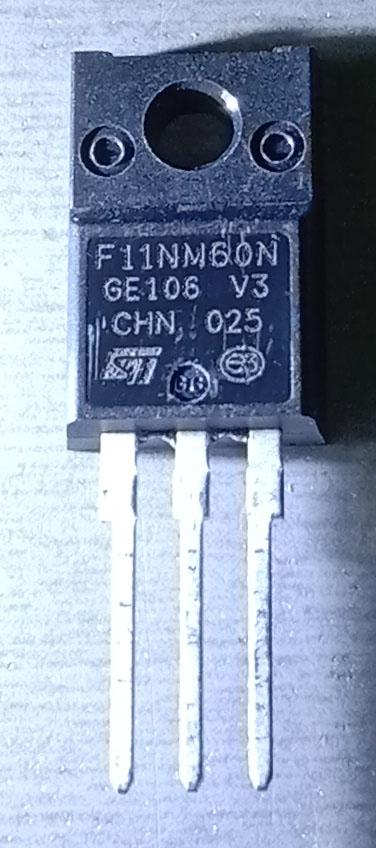 F11NM60N
GE106 V3
CHN 025
ST e3